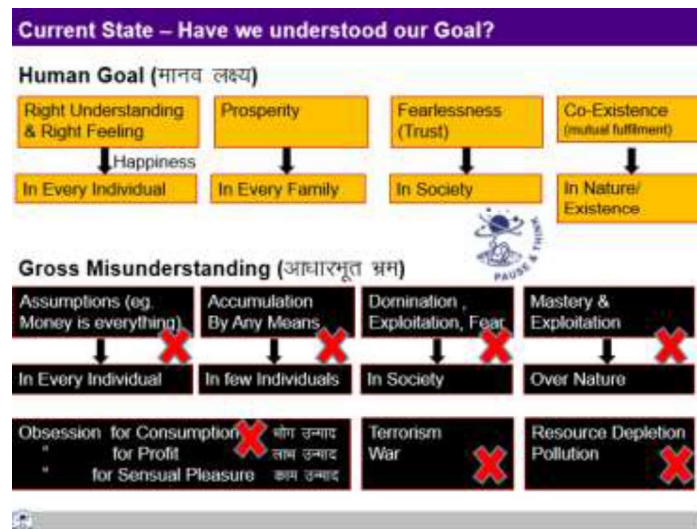 Current State – Have we understood our Goal?
Human Goal (मानव लक्ष्य)
Right Understanding
& Right Feeling
Happiness
In Every Individual
Prosperity
In Every Family
Fearlessness
(Trust)
In Society
Co-Existence
(mutual fulfilment)
In Nature/
Existence
PAUSE & THINK
Gross Misunderstanding (आधारभूत भ्रम)
Assumptions (eg.
Money is everything)
In Every Individual
Accumulation
By Any Means
In few Individuals
Domination ,
Exploitation, Fear
In Society
Mastery &
Exploitation
Over Nature
Obsession for Consumption भोग उन्माद
" for Profit लाभ उन्माद
" for Sensual Pleasure काम उन्माद
Terrorism
War
Resource Depletion
Pollution